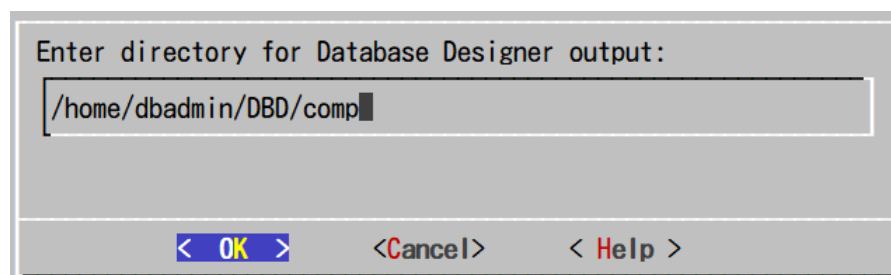 Enter directory for Database Designer output:
/home/dbadmin/DBD/comp
< OK > <Cancel> < Help >